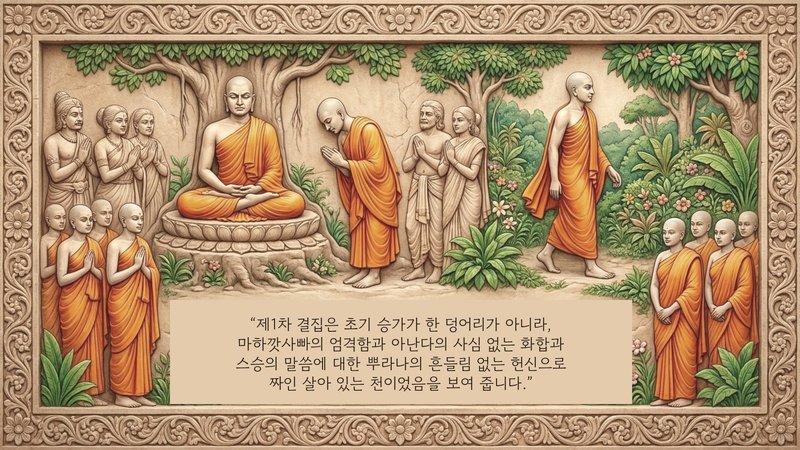 “제1차 결집은 초기 승가가 한 덩어리가 아니라,
마하깟사빠의 엄격함과 아난다의 사심 없는 화합과
스승의 말씀에 대한 뿌라나의 흔들림 없는 헌신으로
짜인 살아 있는 천이었음을 보여 줍니다.”